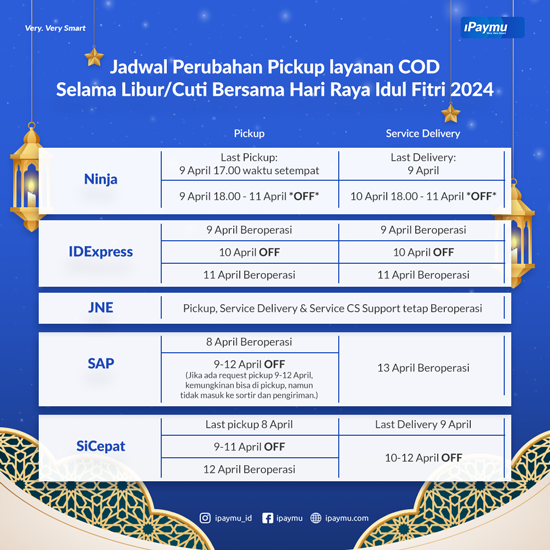 Very. Very Smart
iPaymu
Jadwal Perubahan Pickup layanan COD
Selama Libur/Cuti Bersama Hari Raya Idul Fitri 2024
Pickup
Service Delivery
Ninja
Last Pickup:
9 April 17.00 waktu setempat
Last Delivery:
9 April
9 April 18.00 - 11 April *OFF*
10 April 18.00 - 11 April *OFF*
IDExpress
9 April Beroperasi
9 April Beroperasi
10 April OFF
10 April OFF
11 April Beroperasi
11 April Beroperasi
JNE
Pickup, Service Delivery & Service CS Support tetap Beroperasi
SAP
8 April Beroperasi
9-12 April OFF
(Jika ada request pickup 9-12 April,
kemungkinan bisa di pickup, namun
tidak masuk ke sortir dan pengiriman.)
13 April Beroperasi
SiCepat
Last pickup 8 April
Last Delivery 9 April
9-11 April OFF
10-12 April OFF
12 April Beroperasi
ipaymu_id
ipaymu
ipaymu.com